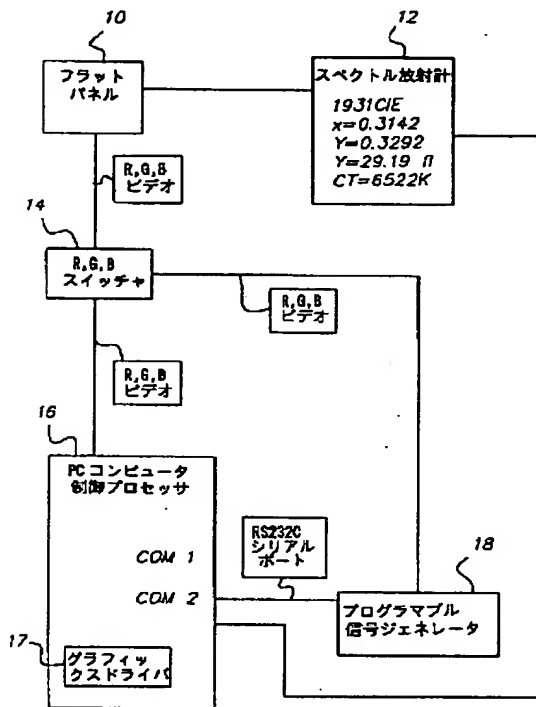 10
フラット
パネル
12
スペクトル放射計
1931CIE
x=0.3142
Y=0.3292
Y=29.19 fl
CT=6522K
R,G,B
ビデオ
14
R,G,B
スイッチャ
R,G,B
ビデオ
R,G,B
ビデオ
16
PCコンピュータ
制御プロセッサ
COM 1
COM 2
RS232C
シリアル
ポート
18
プログラマブル
信号ジェネレータ
17
グラフィッ
クスドライバ